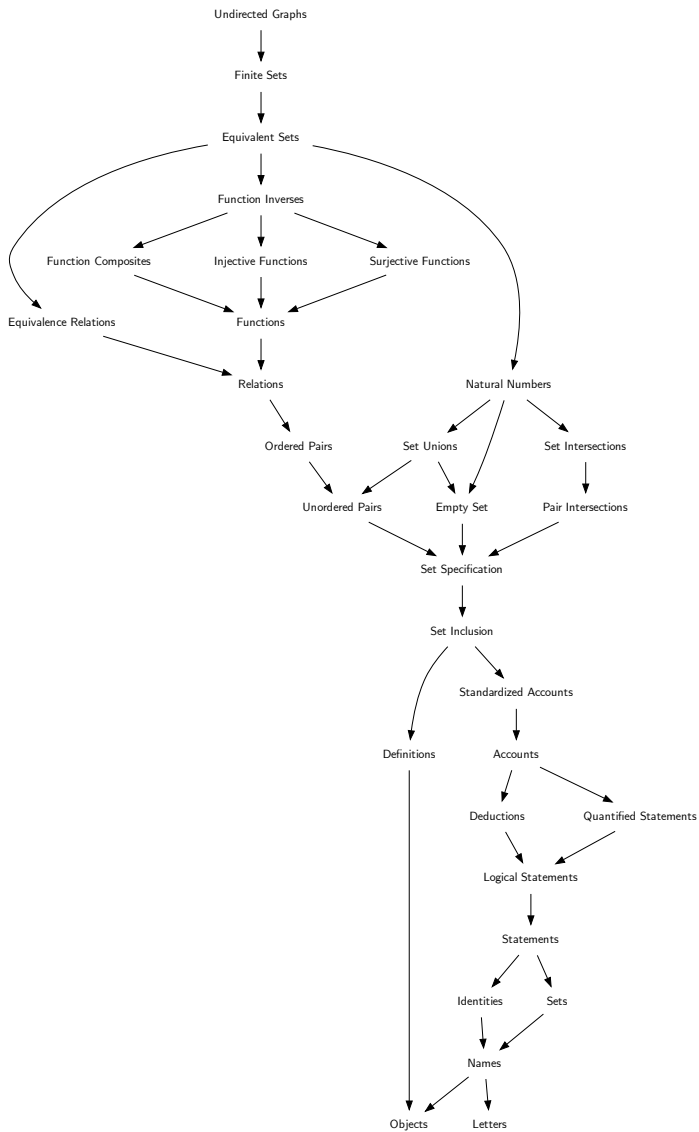 Undirected Graphs
Finite Sets
Equivalent Sets
Function Inverses
Function Composites
Injective Functions
Surjective Functions
Equivalence Relations
Functions
Relations
Natural Numbers
Ordered Pairs
Set Unions
Set Intersections
Unordered Pairs
Empty Set
Pair Intersections
Set Specification
Set Inclusion
Standardized Accounts
Definitions
Accounts
Deductions
Quantified Statements
Logical Statements
Statements
Identities
Sets
Names
Objects
Letters